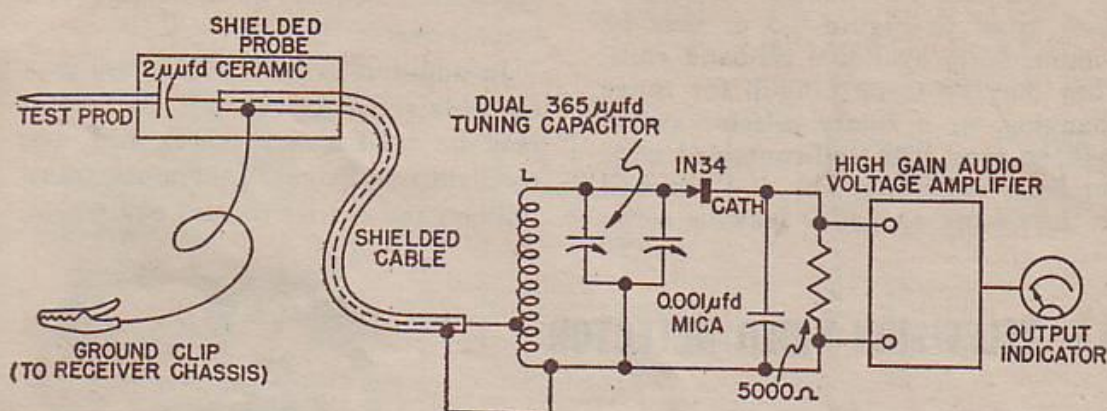 SHIELDED
PROBE
2μμfd CERAMIC
TEST PROD
GROUND CLIP
(TO RECEIVER CHASSIS)
SHIELDED
CABLE
DUAL 365μμfd
TUNING CAPACITOR
L
1N34
CATH
0.001μfd
MICA
5000Ω
HIGH GAIN AUDIO
VOLTAGE AMPLIFIER
OUTPUT
INDICATOR